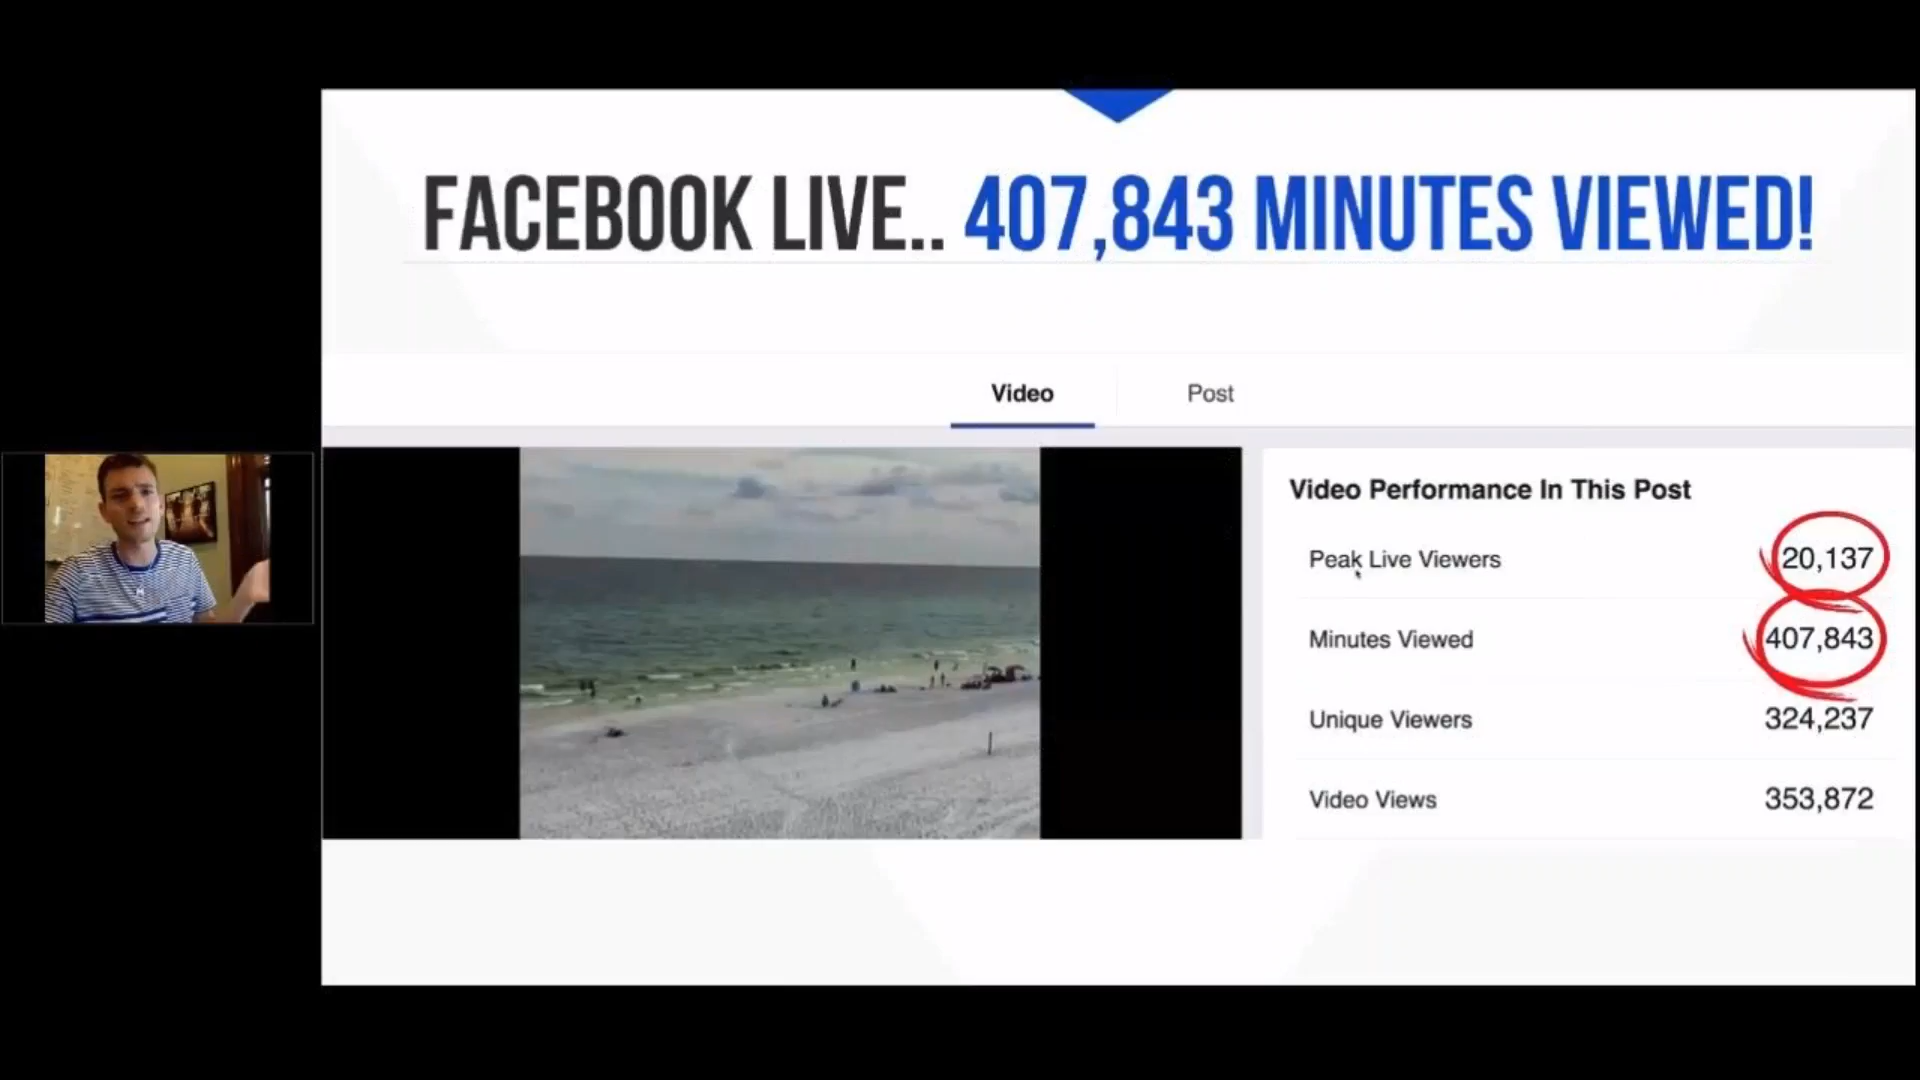 FACEBOOK LIVE.. 407,843 MINUTES VIEWED!
Video Post
Video Performance In This Post
Peak Live Viewers 20,137
Minutes Viewed 407,843
Unique Viewers 324,237
Video Views 353,872